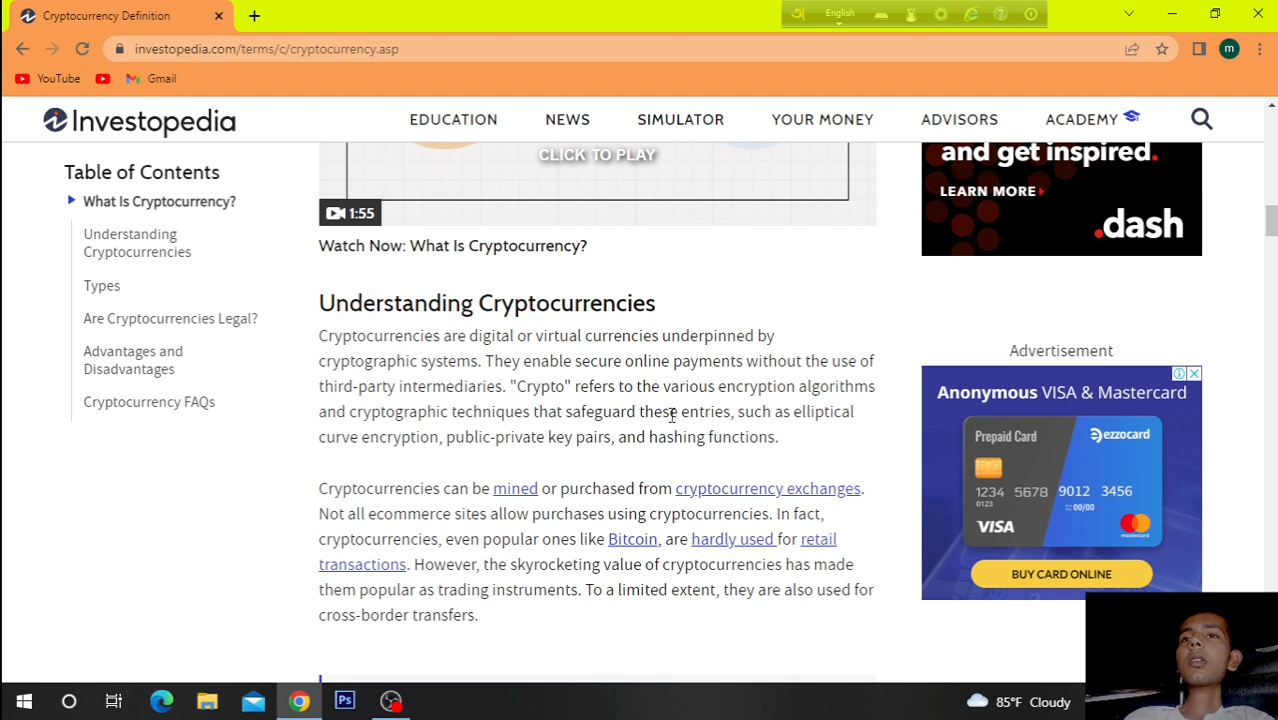 Cryptocurrency Definition
English
investopedia.com/terms/c/cryptocurrency.asp
m
YouTube
Gmail
Investopedia
EDUCATION
NEWS
SIMULATOR
YOUR MONEY
ADVISORS
ACADEMY
Table of Contents
What Is Cryptocurrency?
Understanding
Cryptocurrencies
Types
Are Cryptocurrencies Legal?
Advantages and
Disadvantages
Cryptocurrency FAQs
CLICK TO PLAY
1:55
Watch Now: What Is Cryptocurrency?
Understanding Cryptocurrencies
Cryptocurrencies are digital or virtual currencies underpinned by
cryptographic systems. They enable secure online payments without the use of
third-party intermediaries. "Crypto" refers to the various encryption algorithms
and cryptographic techniques that safeguard these entries, such as elliptical
curve encryption, public-private key pairs, and hashing functions.
Cryptocurrencies can be mined or purchased from cryptocurrency exchanges.
Not all ecommerce sites allow purchases using cryptocurrencies. In fact,
cryptocurrencies, even popular ones like Bitcoin, are hardly used for retail
transactions. However, the skyrocketing value of cryptocurrencies has made
them popular as trading instruments. To a limited extent, they are also used for
cross-border transfers.
and get inspired.
LEARN MORE
.dash
Advertisement
Anonymous VISA & Mastercard
Prepaid Card
ezzocard
1234 5678 9012 3456
0123
00/00
VISA
mastercard
BUY CARD ONLINE
Ps
85°F Cloudy